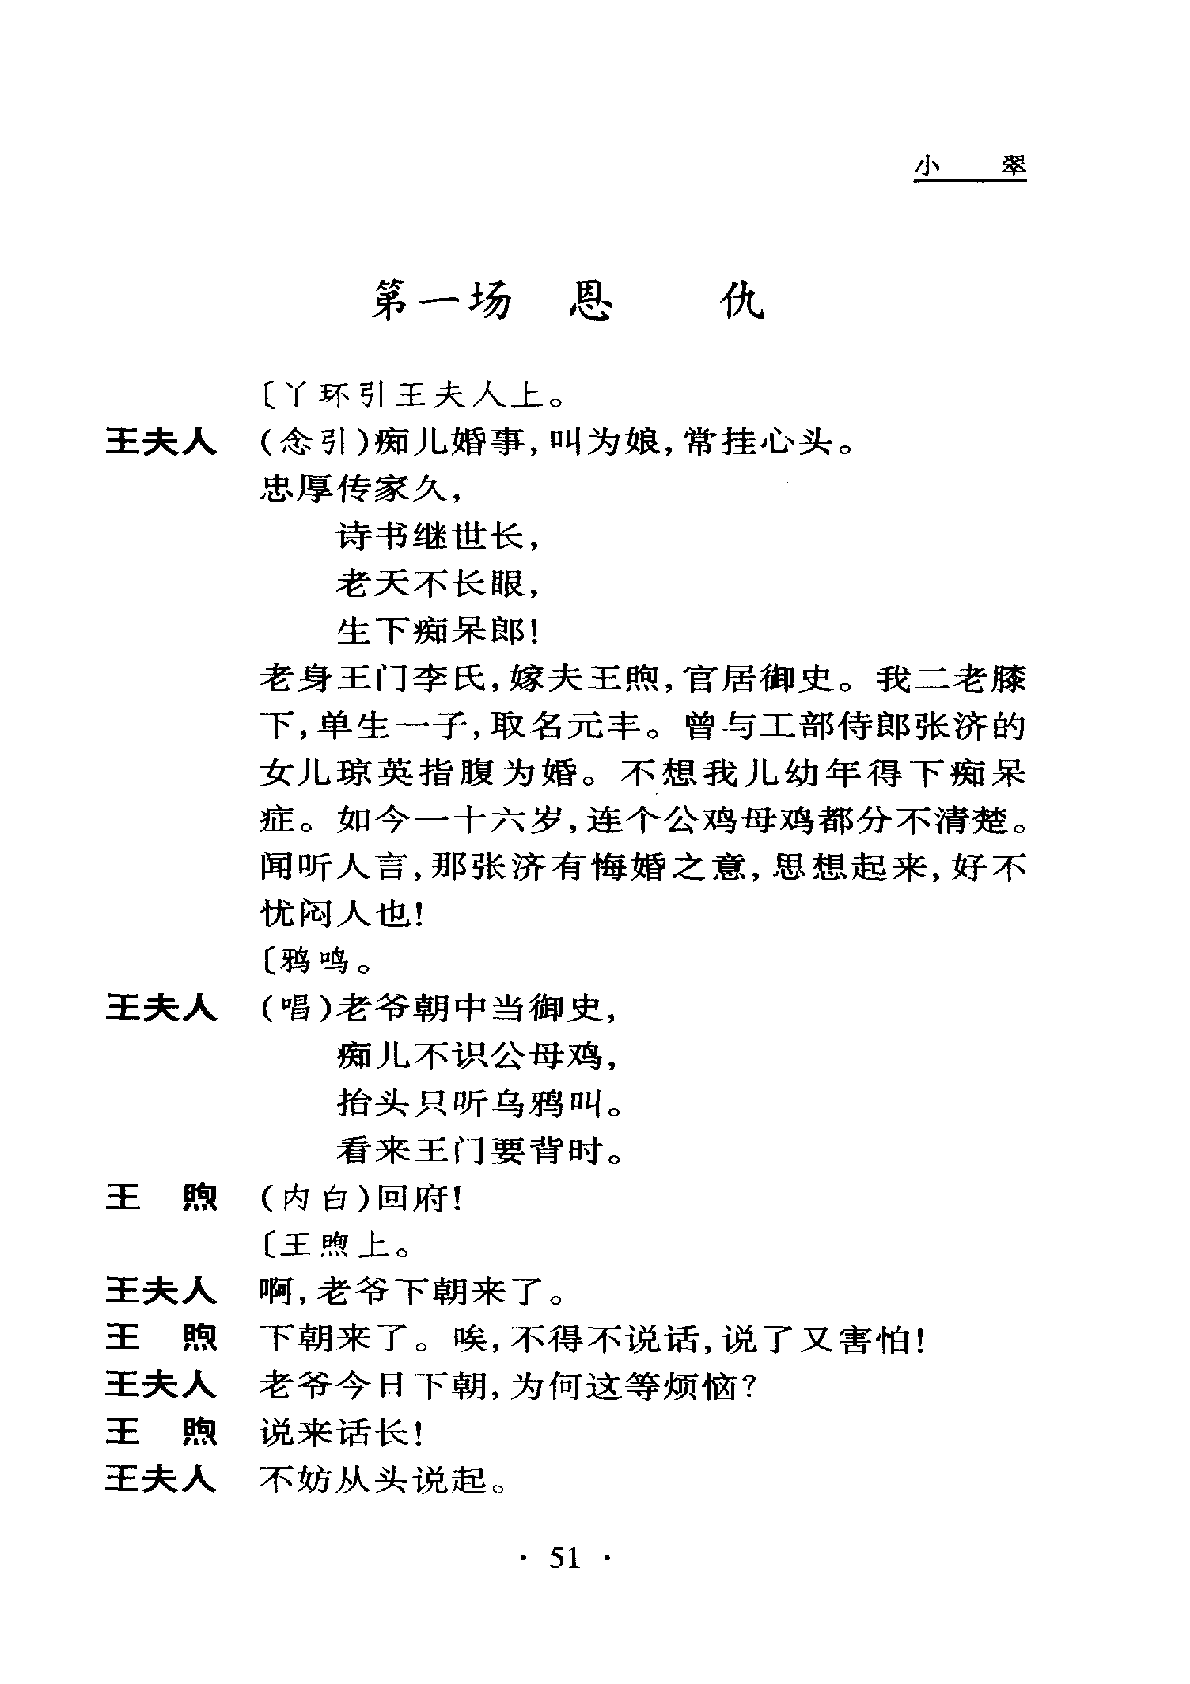 小　　翠
第一场　恩　　仇
〔丫环引王夫人上。
王夫人　(念引)痴儿婚事,叫为娘,常挂心头。
忠厚传家久,
诗书继世长,
老天不长眼,
生下痴呆郎!
老身王门李氏,嫁夫王煦,官居御史。我二老膝
下,单生一子,取名元丰。曾与工部侍郎张济的
女儿琼英指腹为婚。不想我儿幼年得下痴呆
症。如今一十六岁,连个公鸡母鸡都分不清楚。
闻听人言,那张济有悔婚之意,思想起来,好不
忧闷人也!
〔鸦鸣。
王夫人　(唱)老爷朝中当御史,
痴儿不识公母鸡,
抬头只听乌鸦叫。
看来王门要背时。
王　煦　(内白)回府!
〔王煦上。
王夫人　啊,老爷下朝来了。
王　煦　下朝来了。唉,不得不说话,说了又害怕!
王夫人　老爷今日下朝,为何这等烦恼?
王　煦　说来话长!
王夫人　不妨从头说起。
· 51 ·